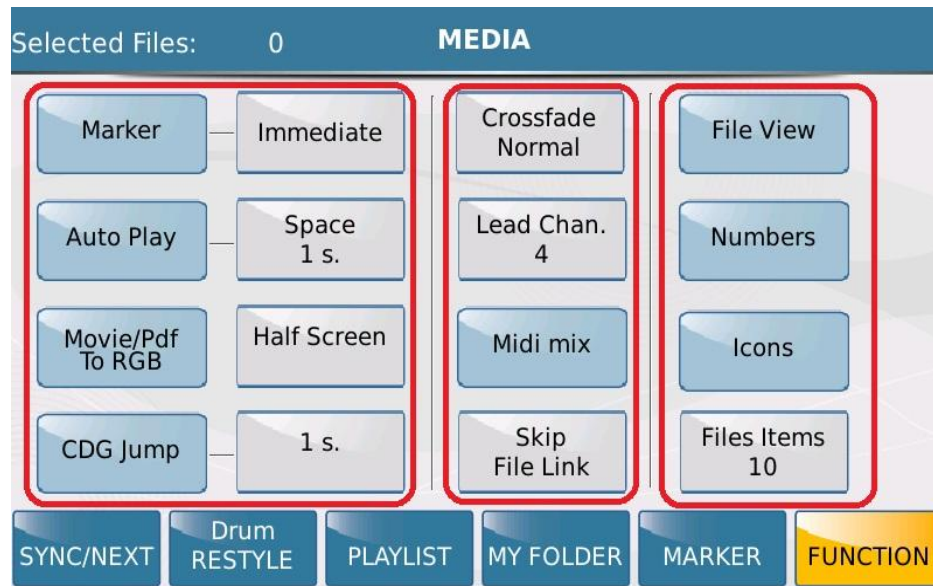 Selected Files: 0 MEDIA
Marker Immediate
Crossfade
Normal
File View
Auto Play
Space
1 s.
Lead Chan.
4
Numbers
Movie/Pdf
To RGB
Half Screen
Midi mix
Icons
CDG Jump
1 s.
Skip
File Link
Files Items
10
SYNC/NEXT
Drum
RESTYLE
PLAYLIST
MY FOLDER
MARKER
FUNCTION